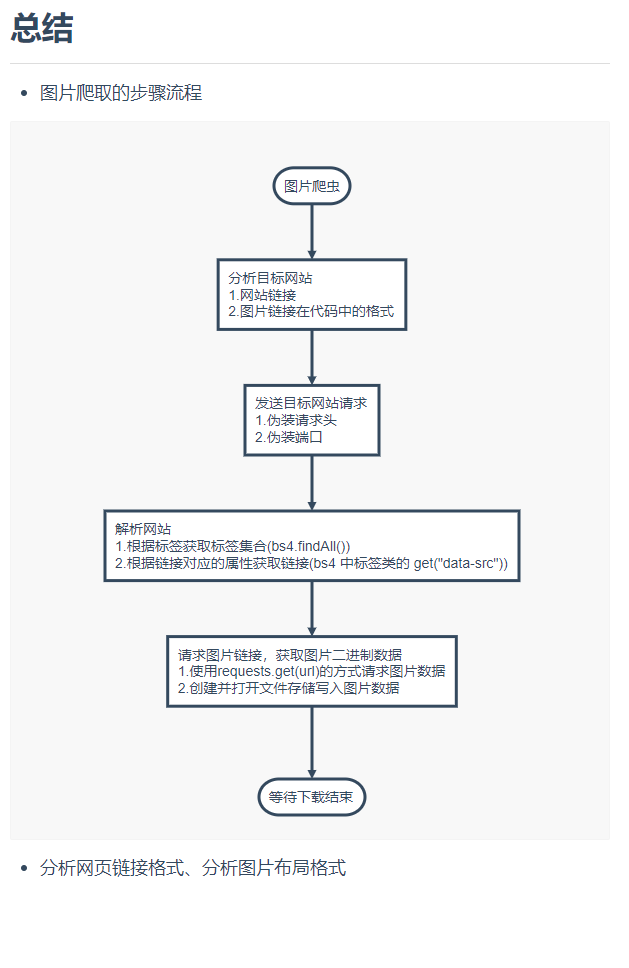 总结
图片爬取的步骤流程
图片爬虫
分析目标网站
1.网站链接
2.图片链接在代码中的格式
发送目标网站请求
1.伪装请求头
2.伪装端口
解析网站
1.根据标签获取标签集合(bs4.findAll())
2.根据链接对应的属性获取链接(bs4 中标签类的 get("data-src"))
请求图片链接，获取图片二进制数据
1.使用requests.get(url)的方式请求图片数据
2.创建并打开文件存储写入图片数据
等待下载结束
分析网页链接格式、分析图片布局格式